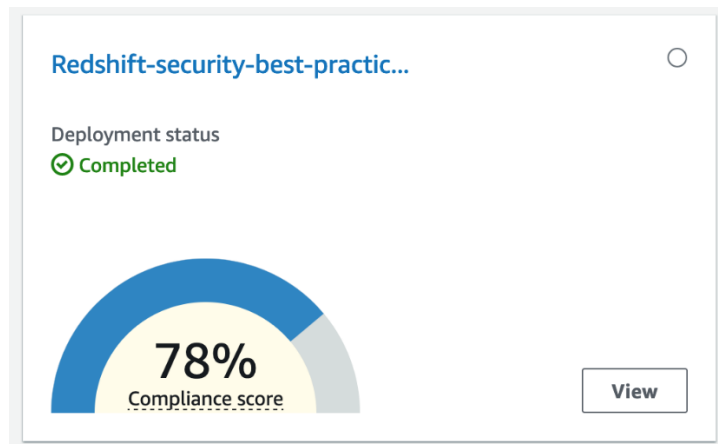 Redshift-security-best-practic...
Deployment status
Completed
78%
Compliance score
View